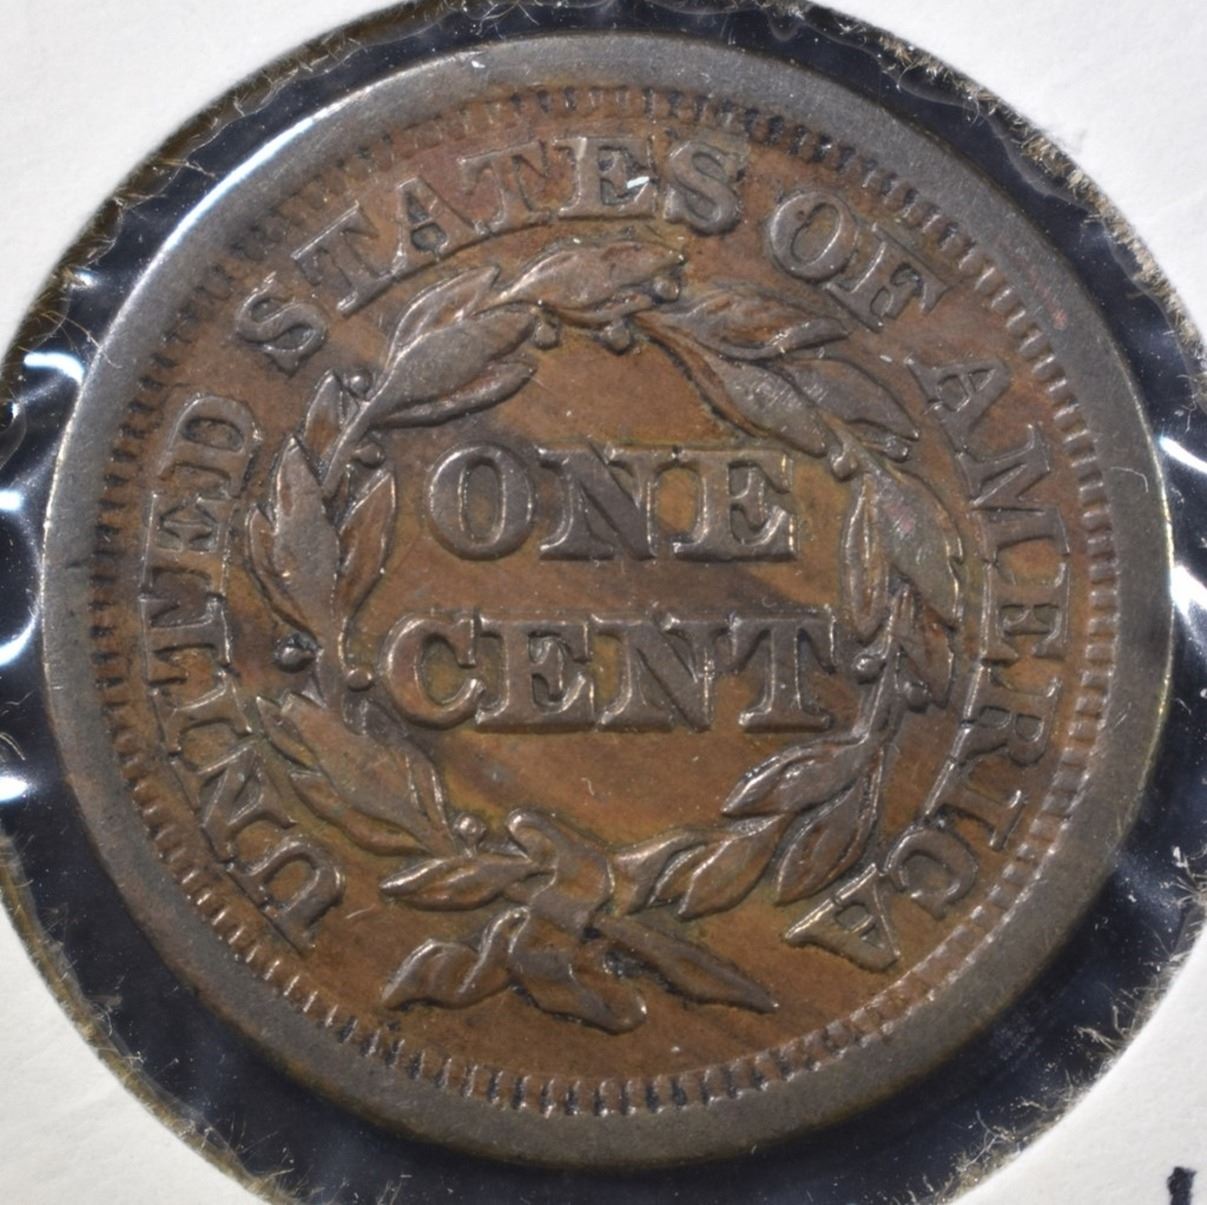 UNITED STATES OF AMERICA
ONE
CENT